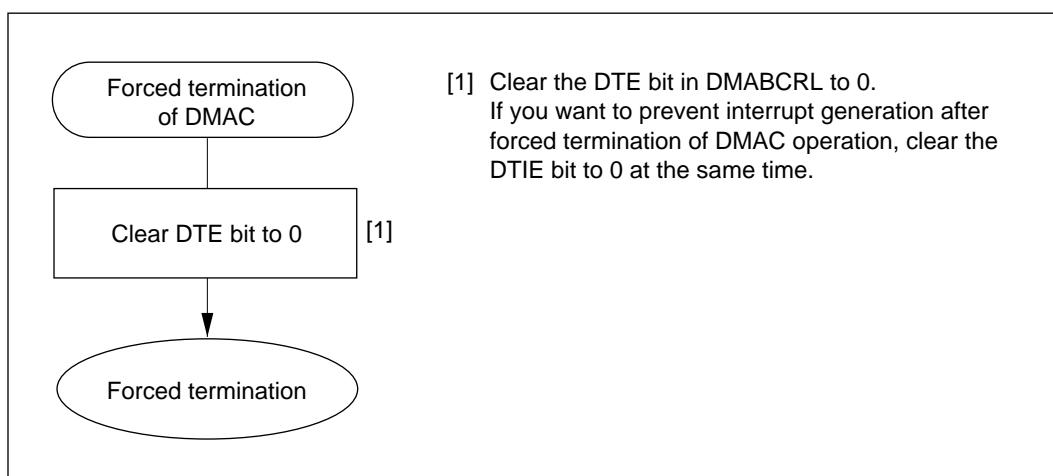 Forced termination
of DMAC
Clear DTE bit to 0
[1]
Forced termination
[1] Clear the DTE bit in DMABCRL to 0.
If you want to prevent interrupt generation after
forced termination of DMAC operation, clear the
DTIE bit to 0 at the same time.